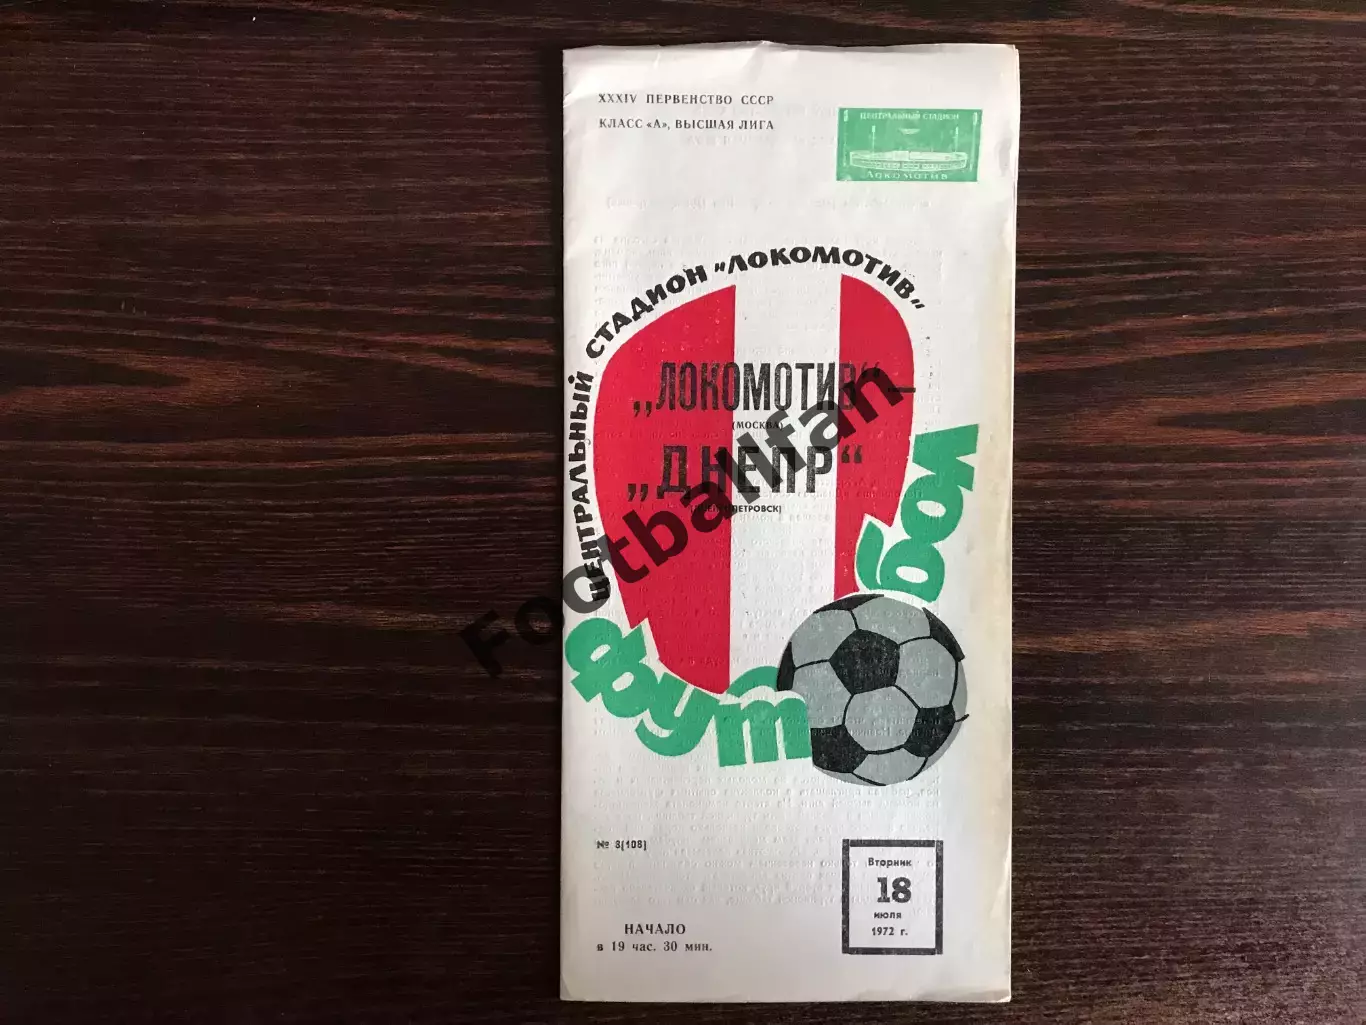 XXXIV ПЕРВЕНСТВО СССР
КЛАСС «А», ВЫСШАЯ ЛИГА
ЦЕНТРАЛЬНЫЙ СТАДИОН
ЛОКОМОТИВ
ЦЕНТРАЛЬНЫЙ СТАДИОН „ЛОКОМОТИВ“
„ЛОКОМОТИВ“ –
(МОСКВА)
„ДНЕПР“
футбол
Footballfan
№ 8(108)
Вторник
18
июля
1972 г.
НАЧАЛО
в 19 час. 30 мин.